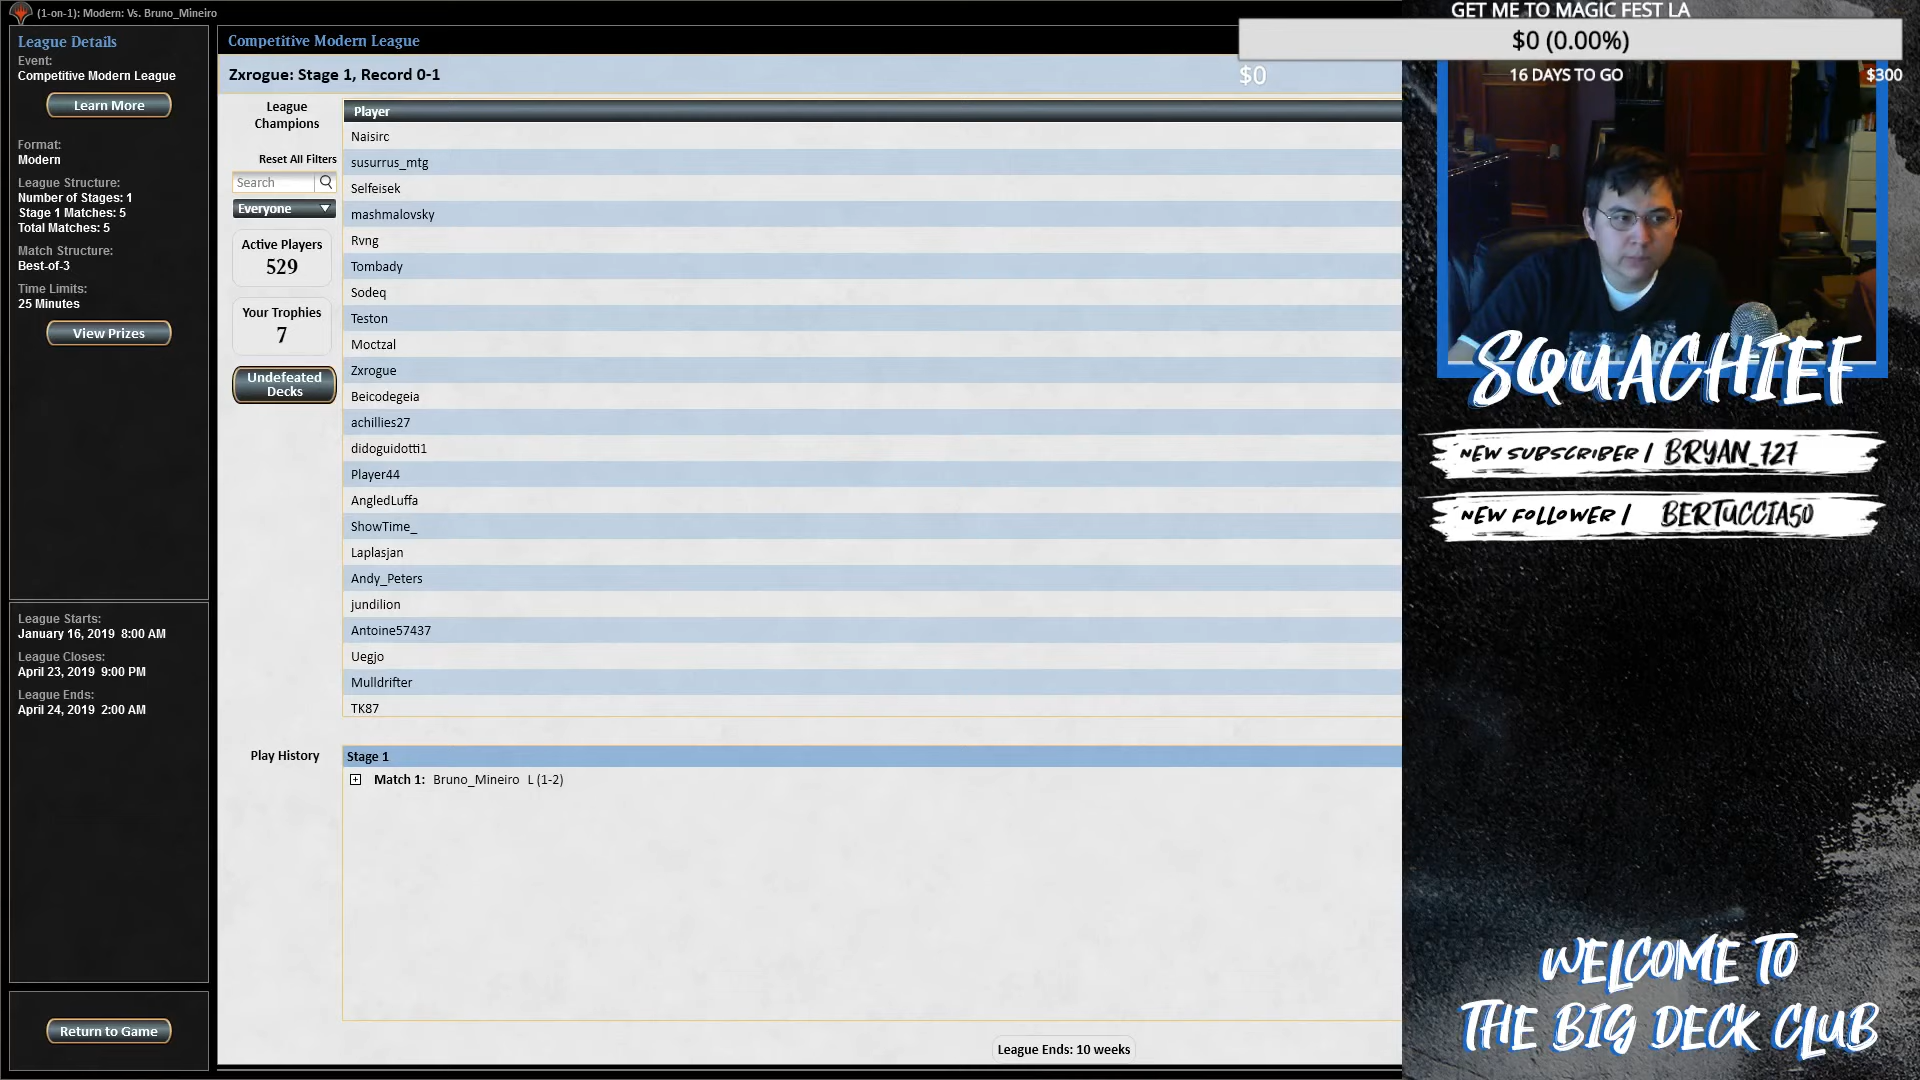 (1-on-1): Modern: Vs. Bruno_Mineiro
League Details
Event:
Competitive Modern League
Learn More
Format:
Modern
League Structure:
Number of Stages: 1
Stage 1 Matches: 5
Total Matches: 5
Match Structure:
Best-of-3
Time Limits:
25 Minutes
View Prizes
League Starts:
January 16, 2019  8:00 AM
League Closes:
April 23, 2019  9:00 PM
League Ends:
April 24, 2019  2:00 AM
Return to Game
Competitive Modern League
Zxrogue: Stage 1, Record 0-1
League
Champions
Reset All Filters
Search
Everyone
Active Players
529
Your Trophies
7
Undefeated
Decks
Player
Naisirc
susurrus_mtg
Selfeisek
mashmalovsky
Rvng
Tombady
Sodeq
Teston
Moctzal
Zxrogue
Beicodegeia
achillies27
didoguidotti1
Player44
AngledLuffa
ShowTime_
Laplasjan
Andy_Peters
jundilion
Antoine57437
Uegjo
Mulldrifter
TK87
Play History
Stage 1
Match 1: Bruno_Mineiro L (1-2)
League Ends: 10 weeks
GET ME TO MAGIC FEST LA
$0 (0.00%)
$0
16 DAYS TO GO
$300
SQUACHIEF
NEW SUBSCRIBER / BRYAN_727
NEW FOLLOWER / BERTUCCIA50
WELCOME TO
THE BIG DECK CLUB